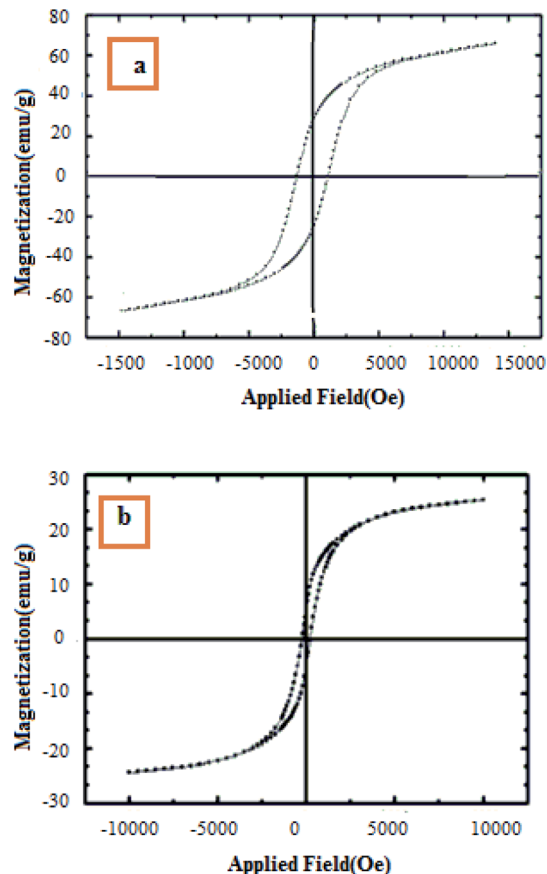 80
60
40
20
0
-20
-40
-60
-80
a
Magnetization(emu/g)
-1500 -1000 -5000 0 5000 10000 15000
Applied Field(Oe)
30
20
10
0
-10
-20
-30
b
Magnetization(emu/g)
-10000 -5000 0 5000 10000
Applied Field(Oe)